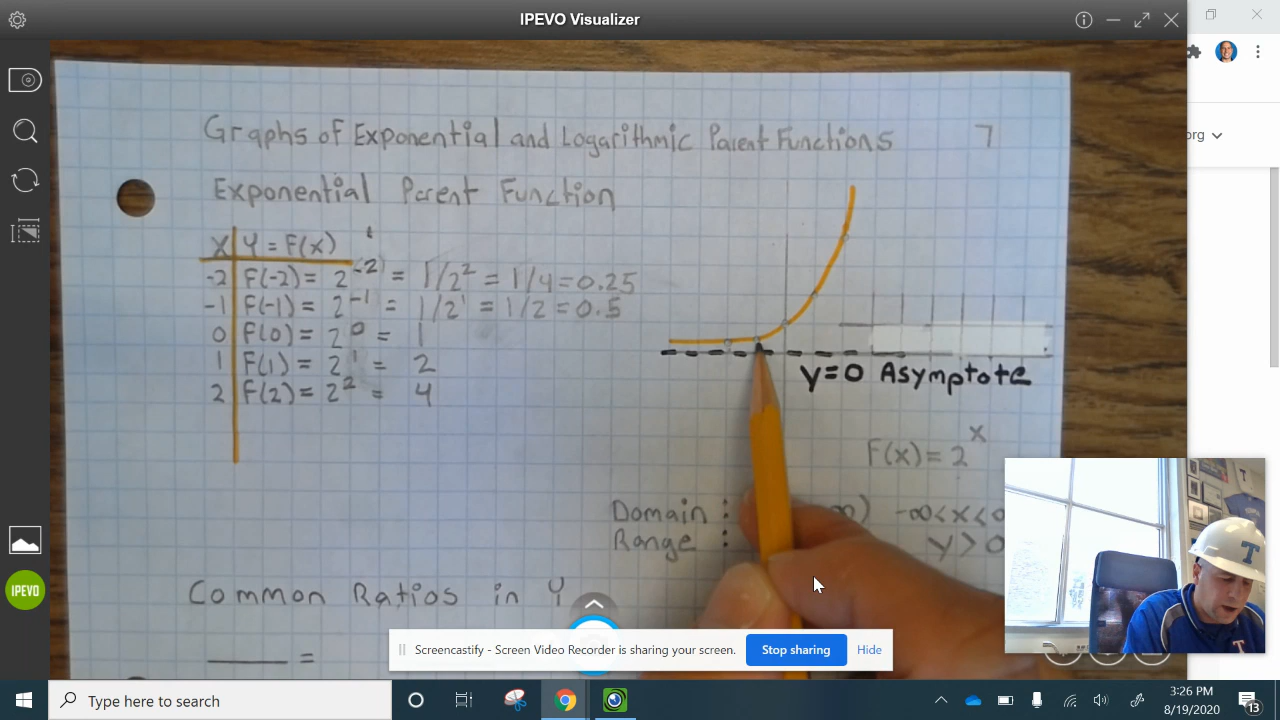 IPEVO Visualizer
org
Graphs of Exponential and Logarithmic Parent Functions 7
Exponential Parent Function
X Y = F(x)
-2 F(-2) = 2^(-2) = 1/2² = 1/4 = 0.25
-1 F(-1) = 2^-1 = 1/2^1 = 1/2 = 0.5
0 F(0) = 2^0 = 1
1 F(1) = 2^1 = 2
2 F(2) = 2² = 4
y=0 Asymptote
F(x) = 2^x
Domain : ∞) -∞<x<
Range : y>0
Common Ratios in Y
=
IPEVO
T
T
Screencastify - Screen Video Recorder is sharing your screen.
Stop sharing
Hide
Type here to search
3:26 PM
8/19/2020
13